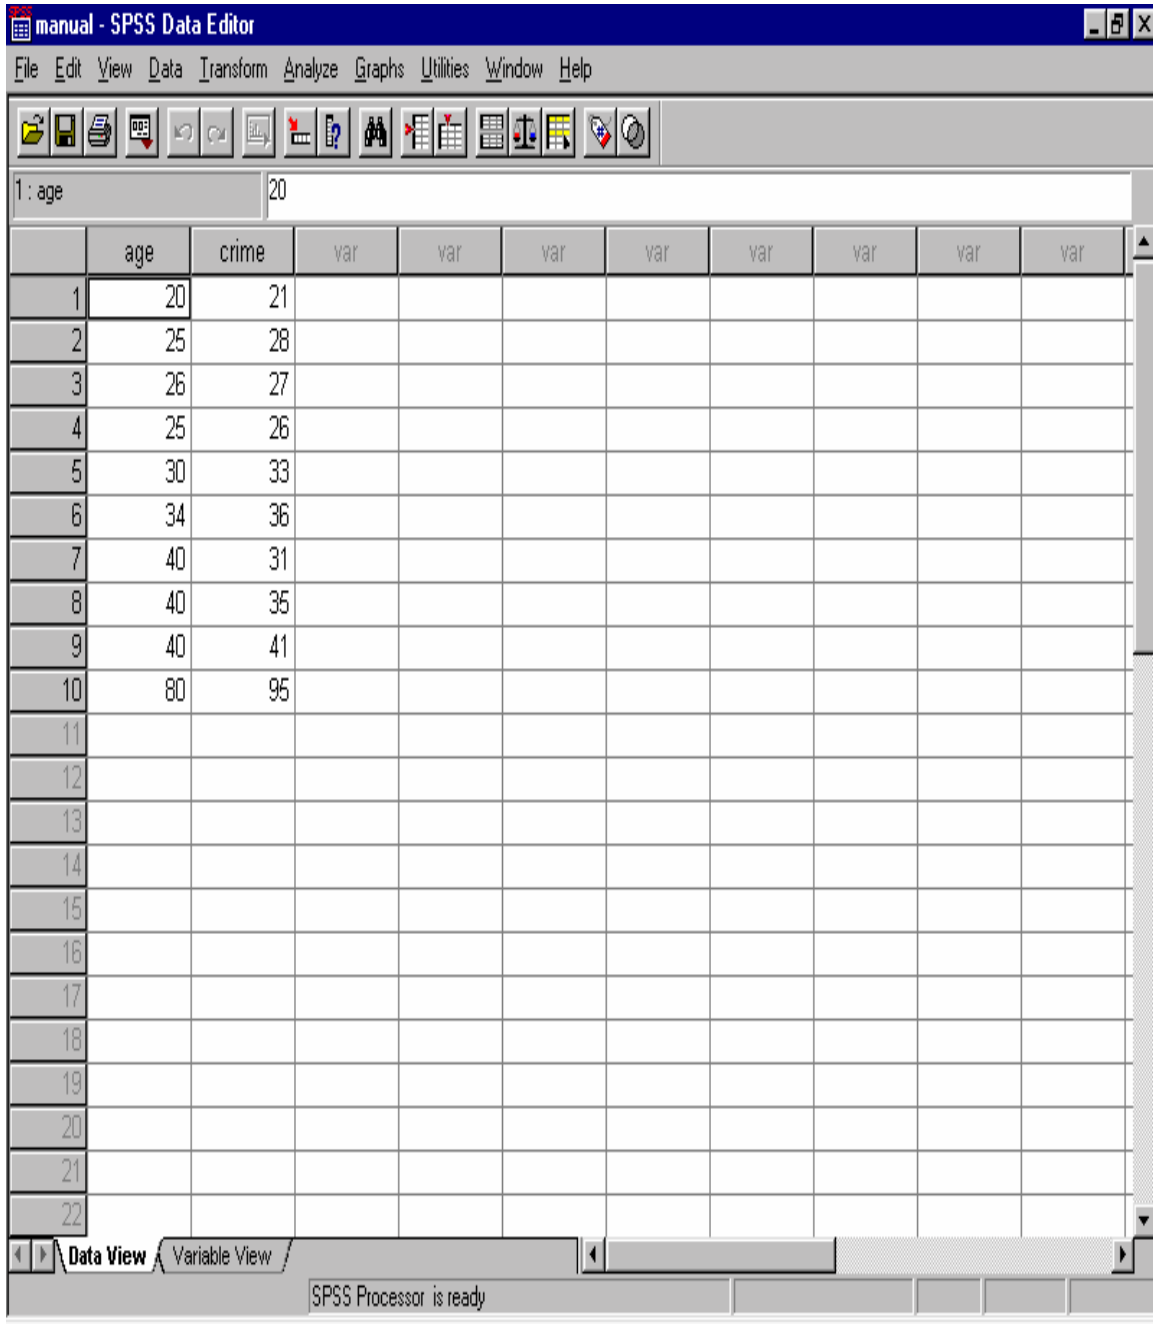 SPSS
manual - SPSS Data Editor
File Edit View Data Transform Analyze Graphs Utilities Window Help
1 : age 20
age crime var var var var var var var var
1 20 21
2 25 28
3 26 27
4 25 26
5 30 33
6 34 36
7 40 31
8 40 35
9 40 41
10 80 95
11
12
13
14
15
16
17
18
19
20
21
22
Data View Variable View
SPSS Processor is ready